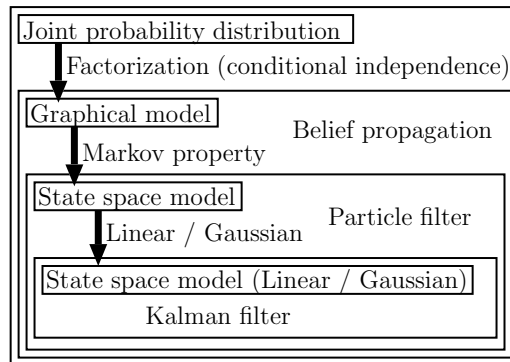 Joint probability distribution
Factorization (conditional independence)
Graphical model
Belief propagation
Markov property
State space model
Particle filter
Linear / Gaussian
State space model (Linear / Gaussian)
Kalman filter